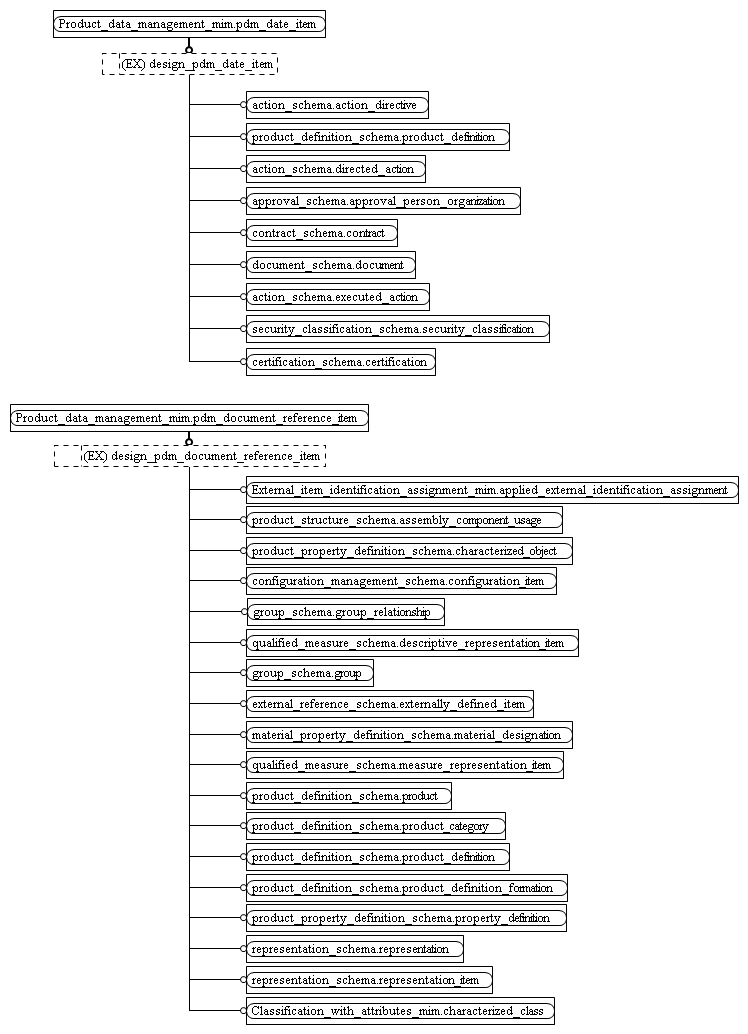 Product_data_management_mim.pdm_date_item
(EX) design_pdm_date_item
action_schema.action_directive
product_definition_schema.product_definition
action_schema.directed_action
approval_schema.approval_person_organization
contract_schema.contract
document_schema.document
action_schema.executed_action
security_classification_schema.security_classification
certification_schema.certification
Product_data_management_mim.pdm_document_reference_item
(EX) design_pdm_document_reference_item
External_item_identification_assignment_mim.applied_external_identification_assignment
product_structure_schema.assembly_component_usage
product_property_definition_schema.characterized_object
configuration_management_schema.configuration_item
group_schema.group_relationship
qualified_measure_schema.descriptive_representation_item
group_schema.group
external_reference_schema.externally_defined_item
material_property_definition_schema.material_designation
qualified_measure_schema.measure_representation_item
product_definition_schema.product
product_definition_schema.product_category
product_definition_schema.product_definition
product_definition_schema.product_definition_formation
product_property_definition_schema.property_definition
representation_schema.representation
representation_schema.representation_item
Classification_with_attributes_mim.characterized_class